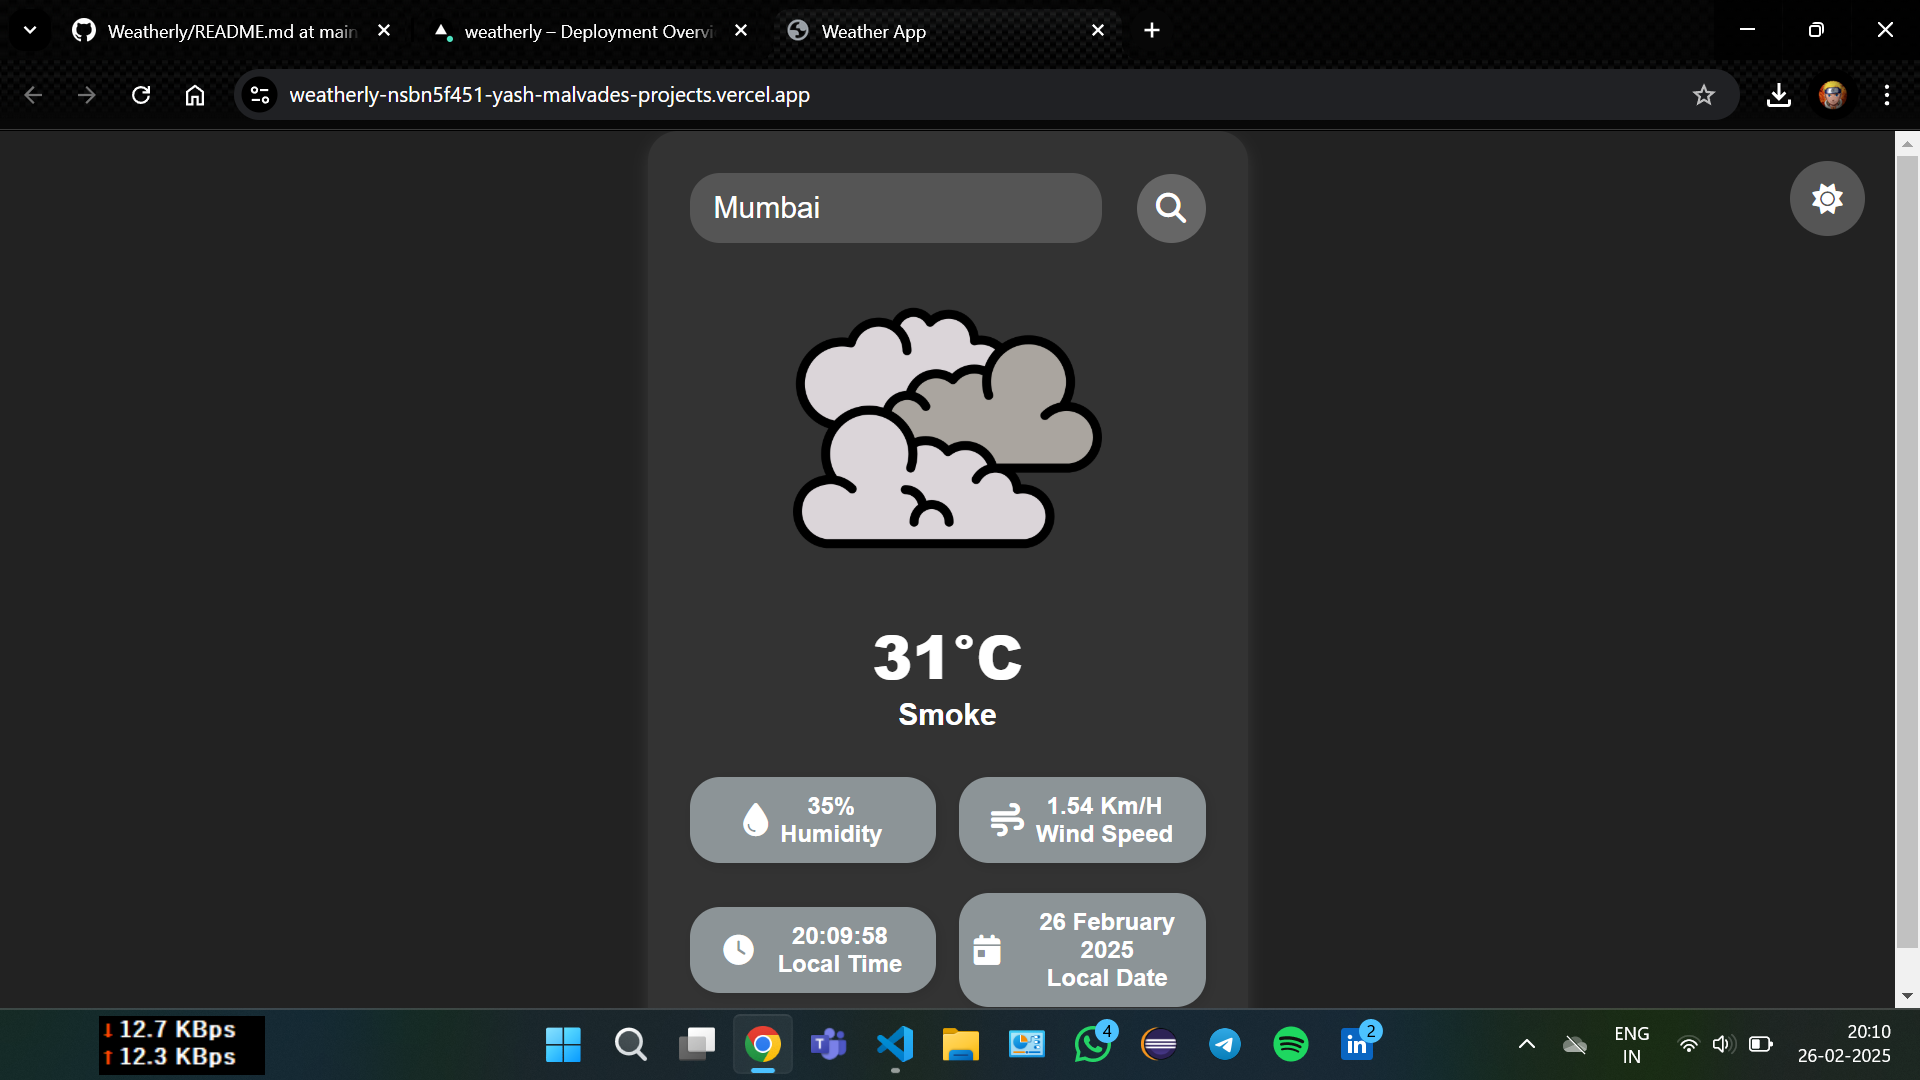 Weatherly/README.md at main
weatherly – Deployment Overvi
Weather App
weatherly-nsbn5f451-yash-malvades-projects.vercel.app
Mumbai
31°C
Smoke
35%
Humidity
1.54 Km/H
Wind Speed
20:09:58
Local Time
26 February
2025
Local Date
↓ 12.7 KBps
↑ 12.3 KBps
4
2
ENG
IN
20:10
26-02-2025